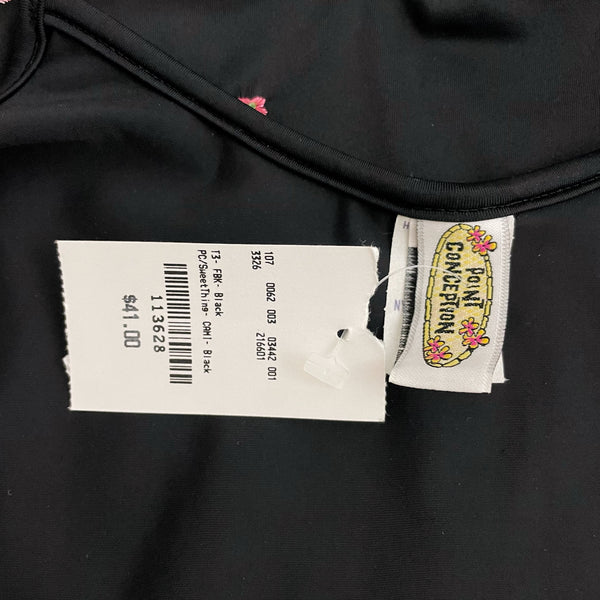 107 0062 003 03442 001
3326 216601
T3- FBK- Black
PC/SweetThing- CAMI- Black
113628
$41.00
POINT
CONCEPTION
H
N